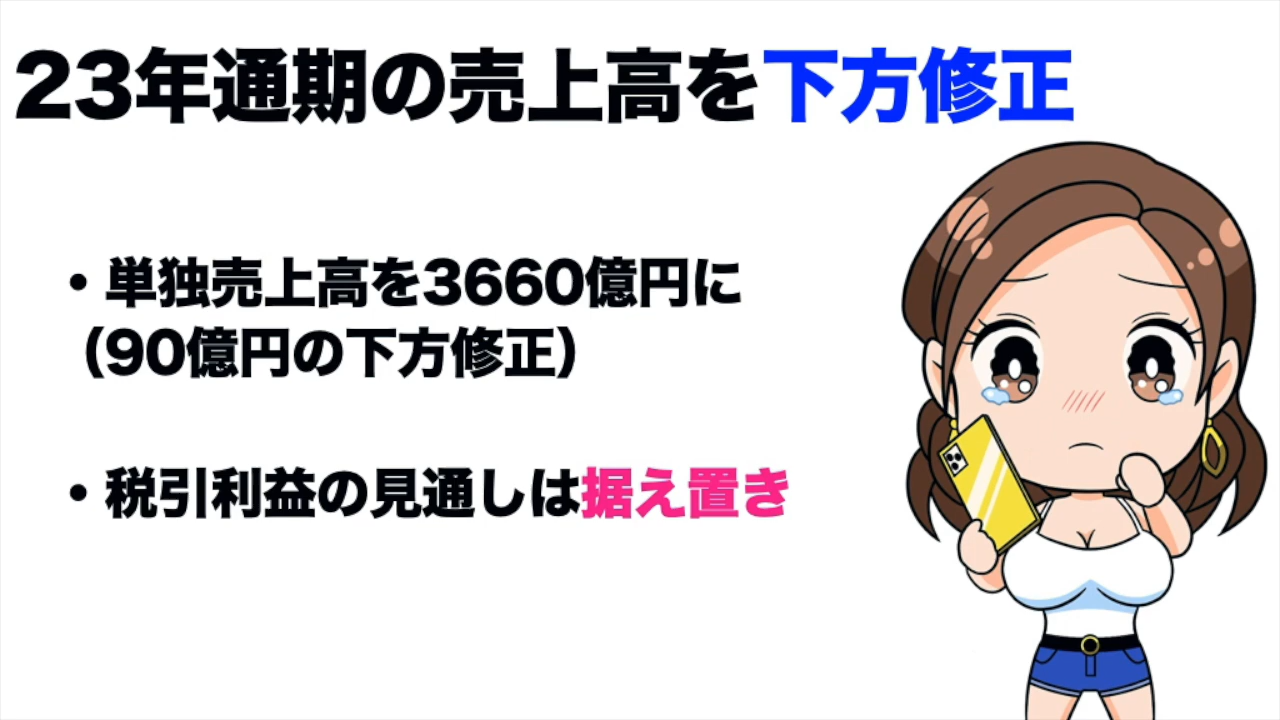 23年通期の売上高を下方修正
・単独売上高を3660億円に
（90億円の下方修正）
・税引利益の見通しは据え置き